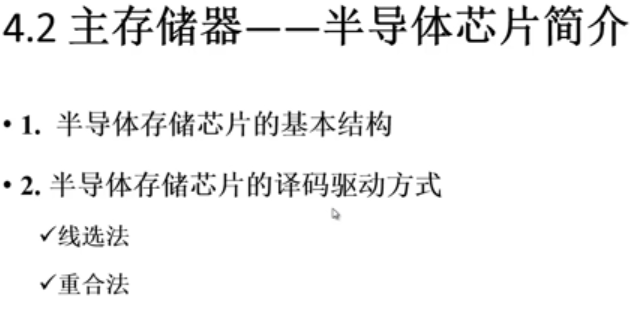 4.2 主存储器——半导体芯片简介
• 1. 半导体存储芯片的基本结构
• 2. 半导体存储芯片的译码驱动方式
✓线选法
✓重合法